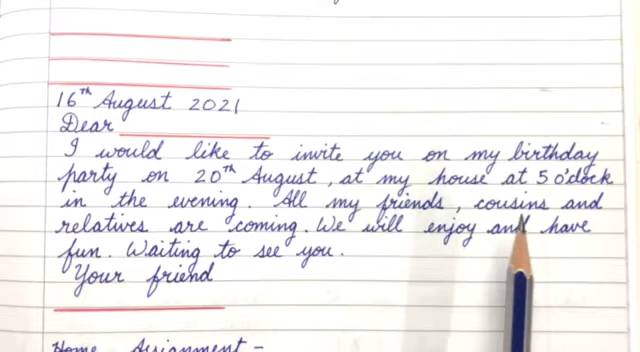 16th August 2021
Dear
I would like to invite you on my birthday
party on 20th August, at my house at 5 o'clock
in the evening. All my friends, cousins and
relatives are coming. We will enjoy and have
fun. Waiting to see you.
Your friend
Home Assignment -